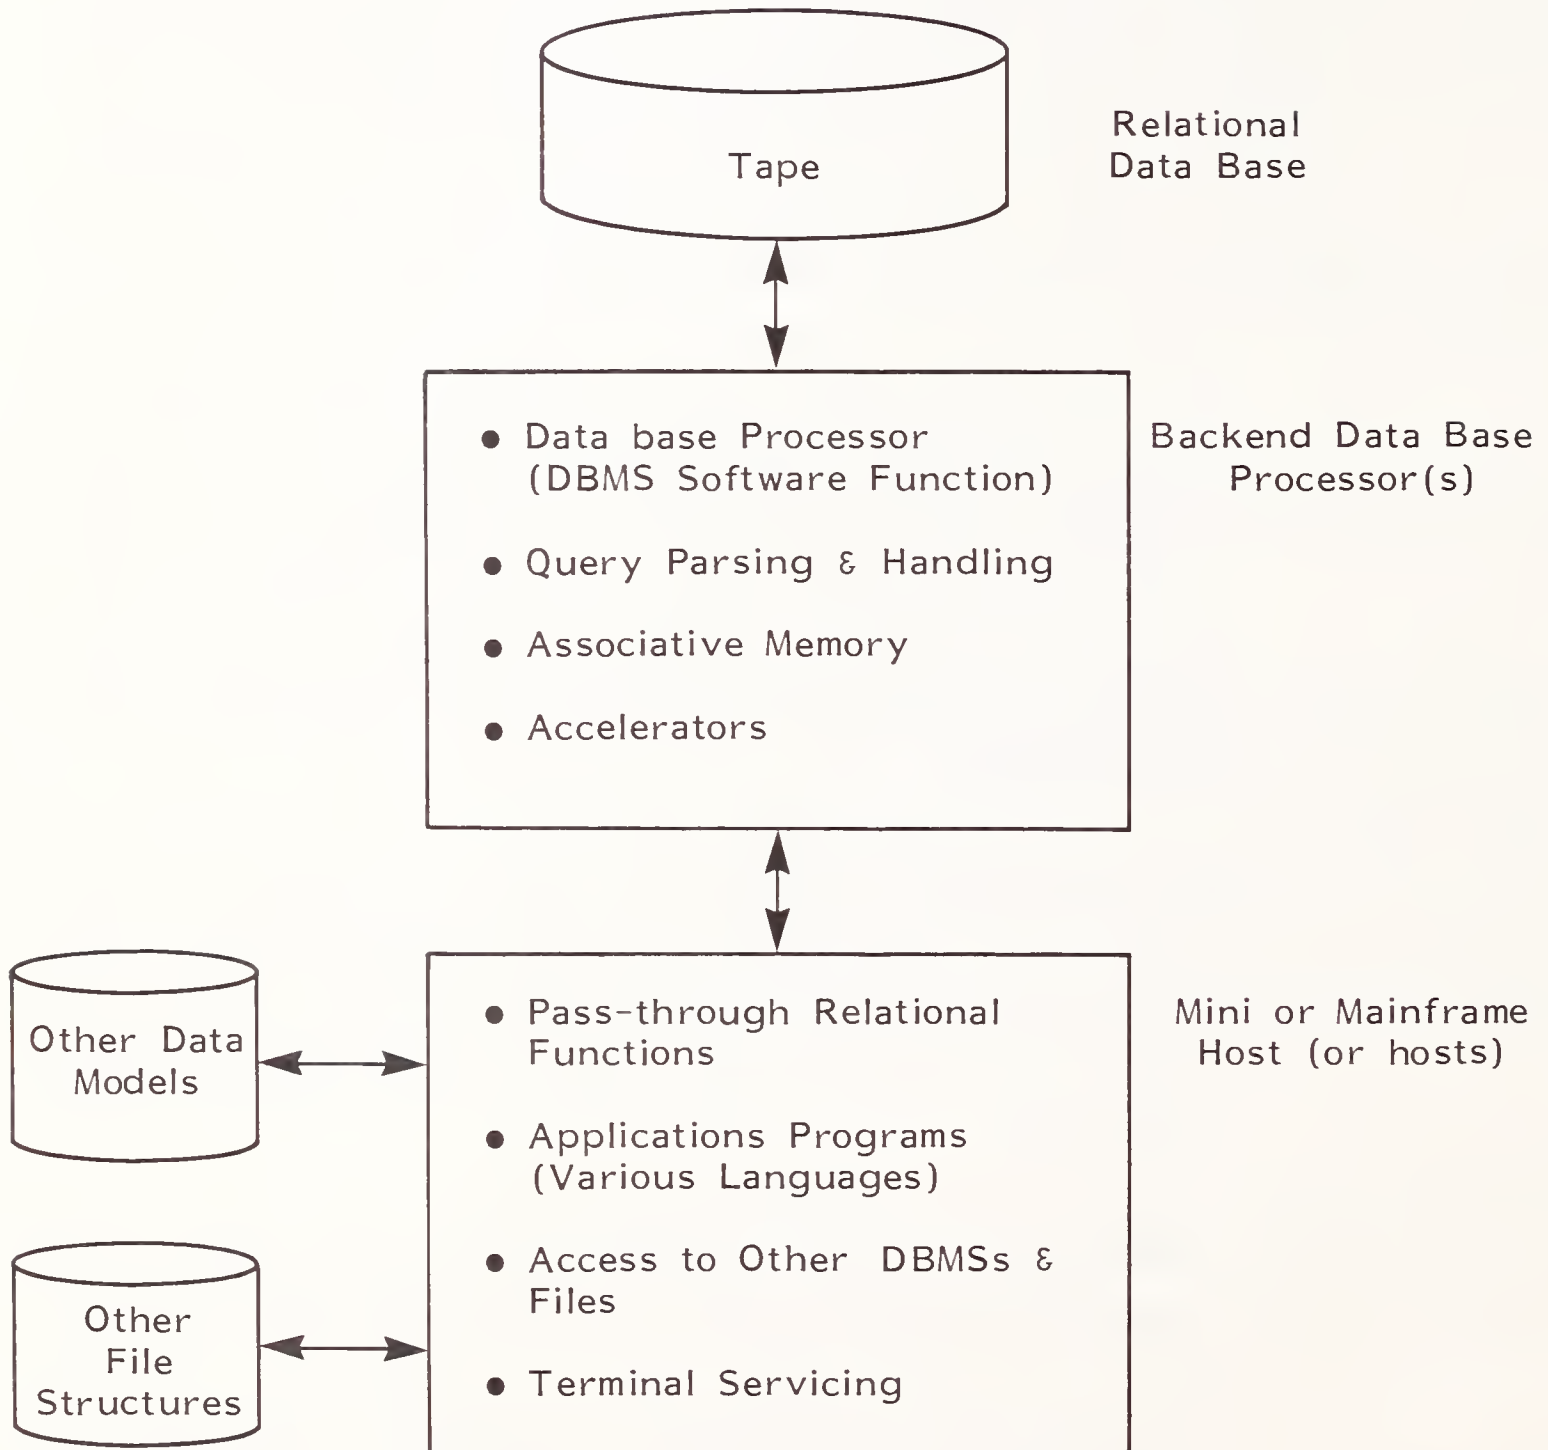 Tape
Relational
Data Base
● Data base Processor
(DBMS Software Function)
● Query Parsing & Handling
● Associative Memory
● Accelerators
Backend Data Base
Processor(s)
Other Data
Models
● Pass-through Relational
Functions
● Applications Programs
(Various Languages)
● Access to Other DBMSs &
Files
● Terminal Servicing
Mini or Mainframe
Host (or hosts)
Other
File
Structures